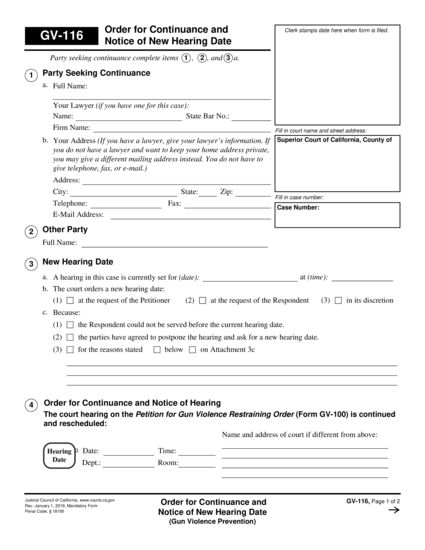 GV-116
Order for Continuance and
Notice of New Hearing Date
Clerk stamps date here when form is filed.
Party seeking continuance complete items 1, 2, and 3a.
1 Party Seeking Continuance
a. Full Name:
Your Lawyer (if you have one for this case):
Name: State Bar No.:
Firm Name:
b. Your Address (If you have a lawyer, give your lawyer's information. If
you do not have a lawyer and want to keep your home address private,
you may give a different mailing address instead. You do not have to
give telephone, fax, or e-mail.)
Address:
City: State: Zip:
Telephone: Fax:
E-Mail Address:
Fill in court name and street address:
Superior Court of California, County of
Fill in case number:
Case Number:
2 Other Party
Full Name:
3 New Hearing Date
a. A hearing in this case is currently set for (date): at (time):
b. The court orders a new hearing date:
(1) at the request of the Petitioner (2) at the request of the Respondent (3) in its discretion
c. Because:
(1) the Respondent could not be served before the current hearing date.
(2) the parties have agreed to postpone the hearing and ask for a new hearing date.
(3) for the reasons stated below on Attachment 3c
4 Order for Continuance and Notice of Hearing
The court hearing on the Petition for Gun Violence Restraining Order (Form GV-100) is continued
and rescheduled:
Name and address of court if different from above:
Hearing
Date
Date: Time:
Dept.: Room:
Judicial Council of California, www.courts.ca.gov
Rev. January 1, 2019, Mandatory Form
Penal Code, § 18195
Order for Continuance and
Notice of New Hearing Date
(Gun Violence Prevention)
GV-116, Page 1 of 2